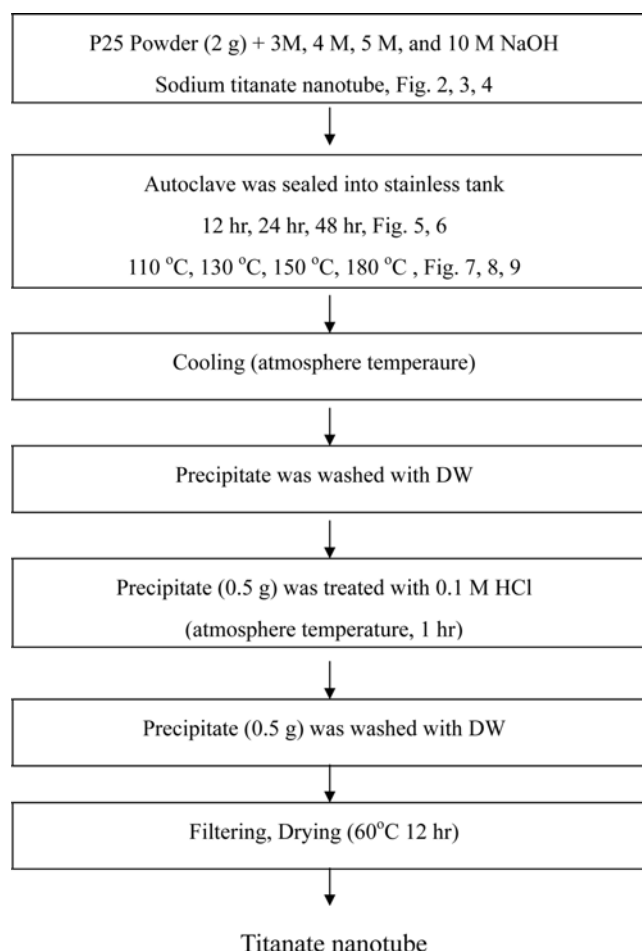 P25 Powder (2 g) + 3M, 4 M, 5 M, and 10 M NaOH
Sodium titanate nanotube, Fig. 2, 3, 4
Autoclave was sealed into stainless tank
12 hr, 24 hr, 48 hr, Fig. 5, 6
110 °C, 130 °C, 150 °C, 180 °C , Fig. 7, 8, 9
Cooling (atmosphere temperaure)
Precipitate was washed with DW
Precipitate (0.5 g) was treated with 0.1 M HCl
(atmosphere temperature, 1 hr)
Precipitate (0.5 g) was washed with DW
Filtering, Drying (60°C 12 hr)
Titanate nanotube